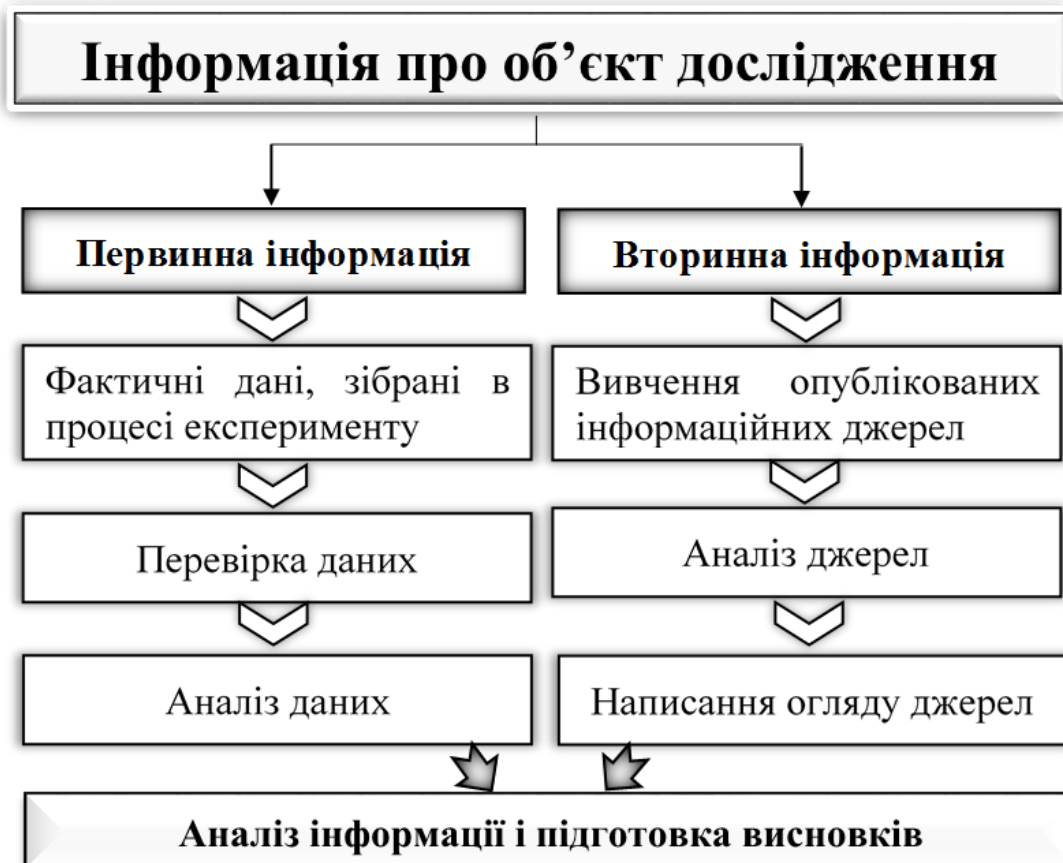 Інформація про об’єкт дослідження
Первинна інформація
Вторинна інформація
Фактичні дані, зібрані в
процесі експерименту
Вивчення опублікованих
інформаційних джерел
Перевірка даних
Аналіз джерел
Аналіз даних
Написання огляду джерел
Аналіз інформації і підготовка висновків